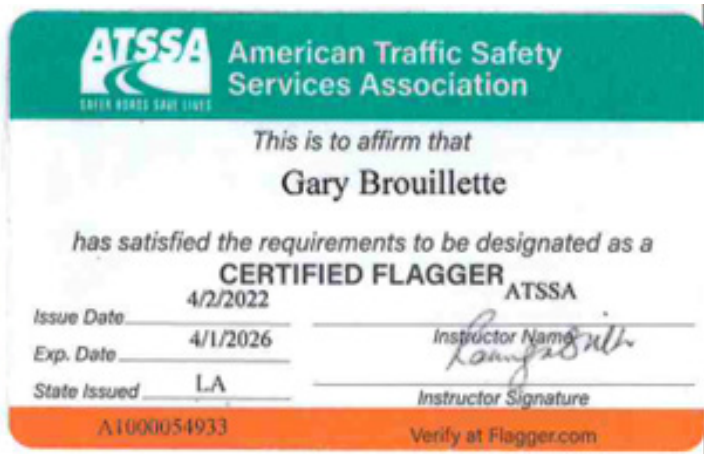 ATSSA
SAFER ROADS SAVE LIVES
American Traffic Safety
Services Association
This is to affirm that
Gary Brouillette
has satisfied the requirements to be designated as a
CERTIFIED FLAGGER
Issue Date 4/2/2022
ATSSA
Instructor Name
Exp. Date 4/1/2026
State Issued LA
Instructor Signature
A1000054933
Verify at Flagger.com